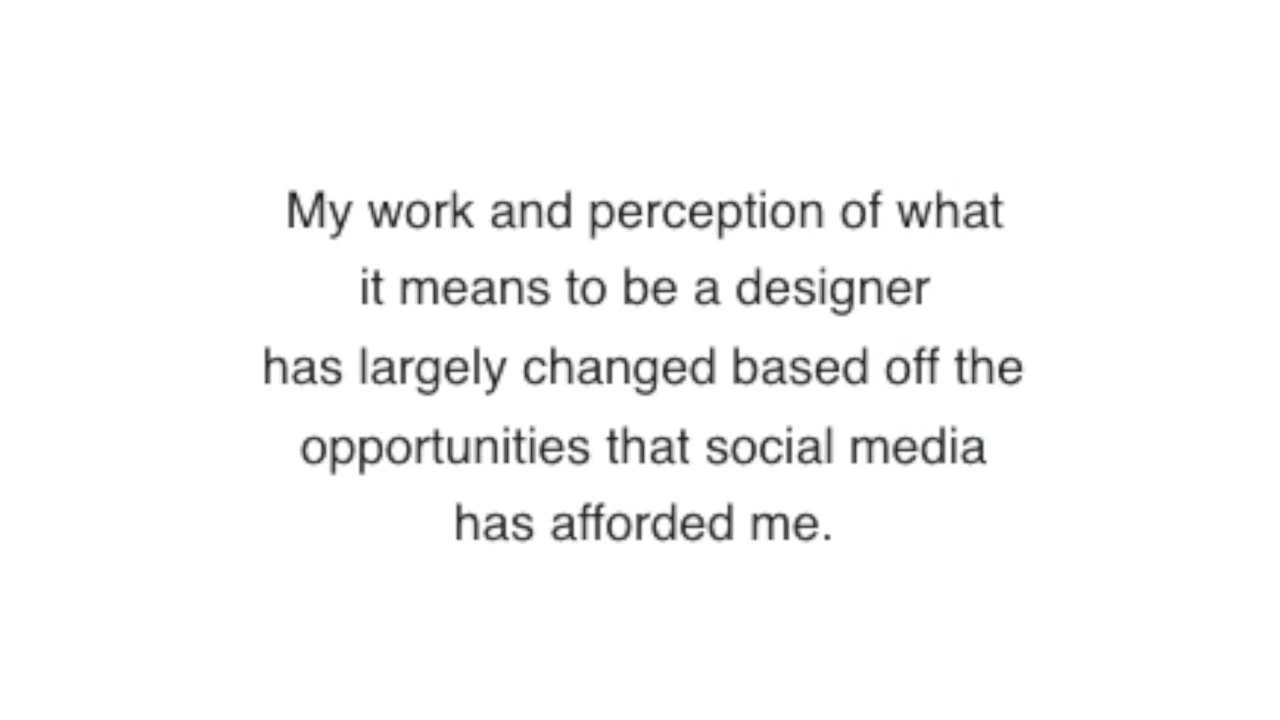 My work and perception of what
it means to be a designer
has largely changed based off the
opportunities that social media
has afforded me.